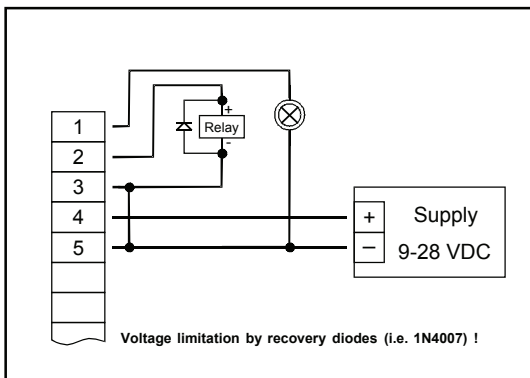 1
2
3
4
5
+
Relay
-
+ Supply
– 9-28 VDC
Voltage limitation by recovery diodes (i.e. 1N4007) !